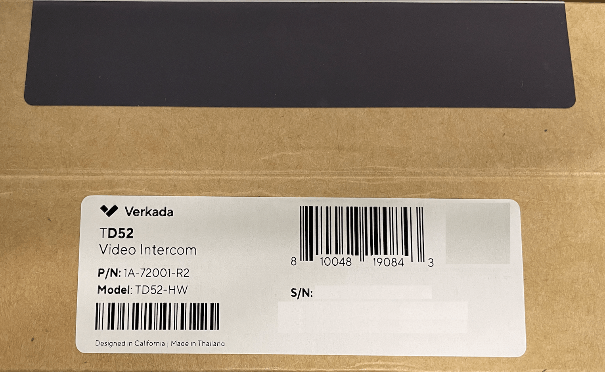 Verkada
TD52
Video Intercom
P/N: 1A-72001-R2
Model: TD52-HW
Designed in California | Made in Thailand
8 10048 19084 3
S/N: